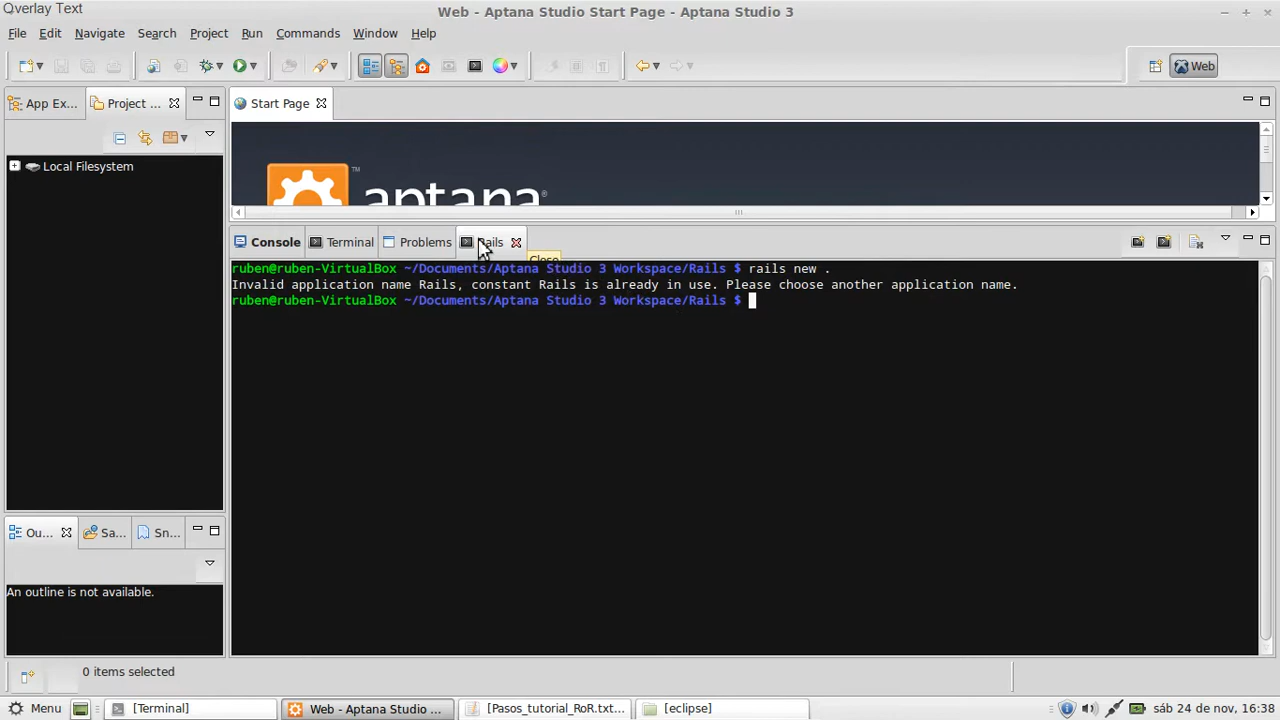 Qverlay Text
Web - Aptana Studio Start Page - Aptana Studio 3
File Edit Navigate Search Project Run Commands Window Help
Web
App Ex... Project ... Start Page
Local Filesystem
™
aptana®
Console Terminal Problems Rails
Close
ruben@ruben-VirtualBox ~/Documents/Aptana Studio 3 Workspace/Rails $ rails new .
Invalid application name Rails, constant Rails is already in use. Please choose another application name.
ruben@ruben-VirtualBox ~/Documents/Aptana Studio 3 Workspace/Rails $
Ou... Sa... Sn...
An outline is not available.
0 items selected
Menu [Terminal] Web - Aptana Studio ... [Pasos_tutorial_RoR.txt... [eclipse] sáb 24 de nov, 16:38